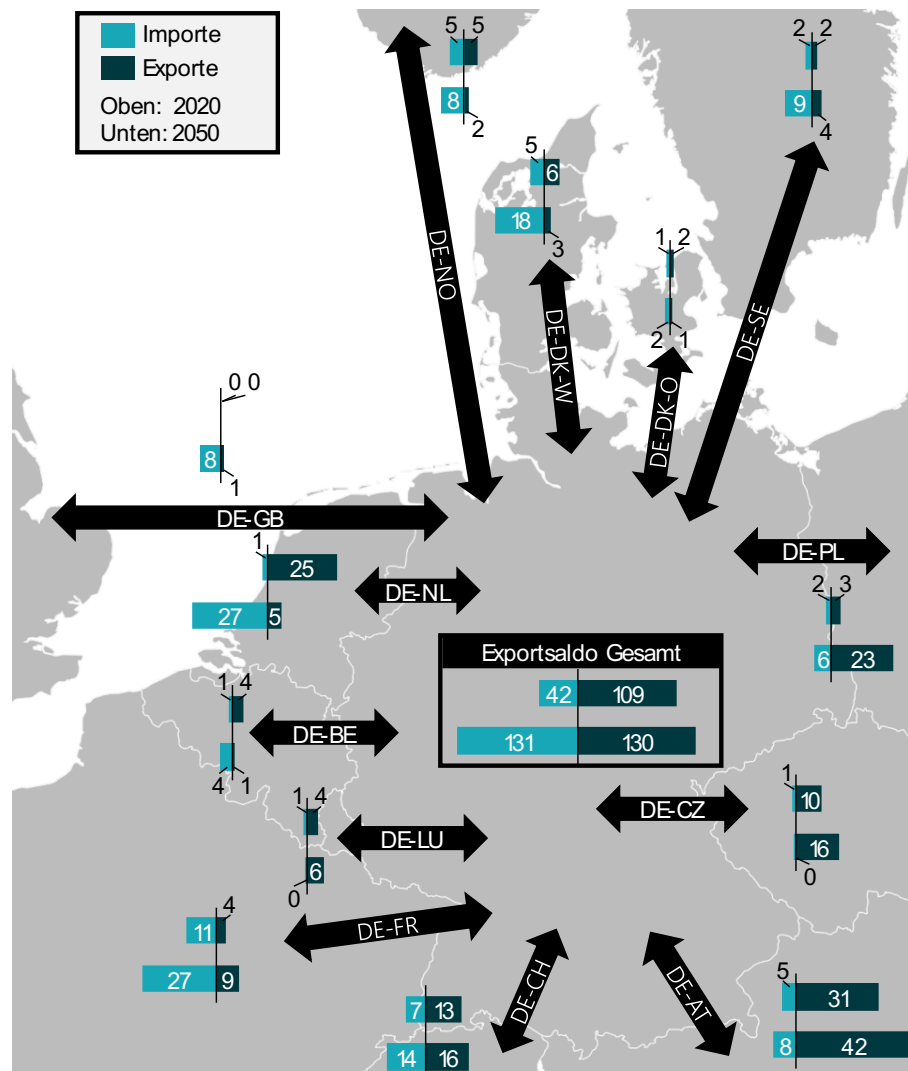 Importe
Exporte
Oben: 2020
Unten: 2050
5 5
8
2
2 2
9
4
5
6
18
3
1 2
2 1
DE-NO
DE-DK-W
DE-DK-O
DE-SE
0 0
8
1
DE-GB
1
25
27 5
DE-NL
DE-PL
2 3
6 23
Exportsaldo Gesamt
42 109
131 130
1 4
4 1
DE-BE
1 4
6
0
DE-LU
DE-CZ
1
10
16
0
4
11
27 9
DE-FR
DE-CH
7 13
14 16
DE-AT
5
31
8 42